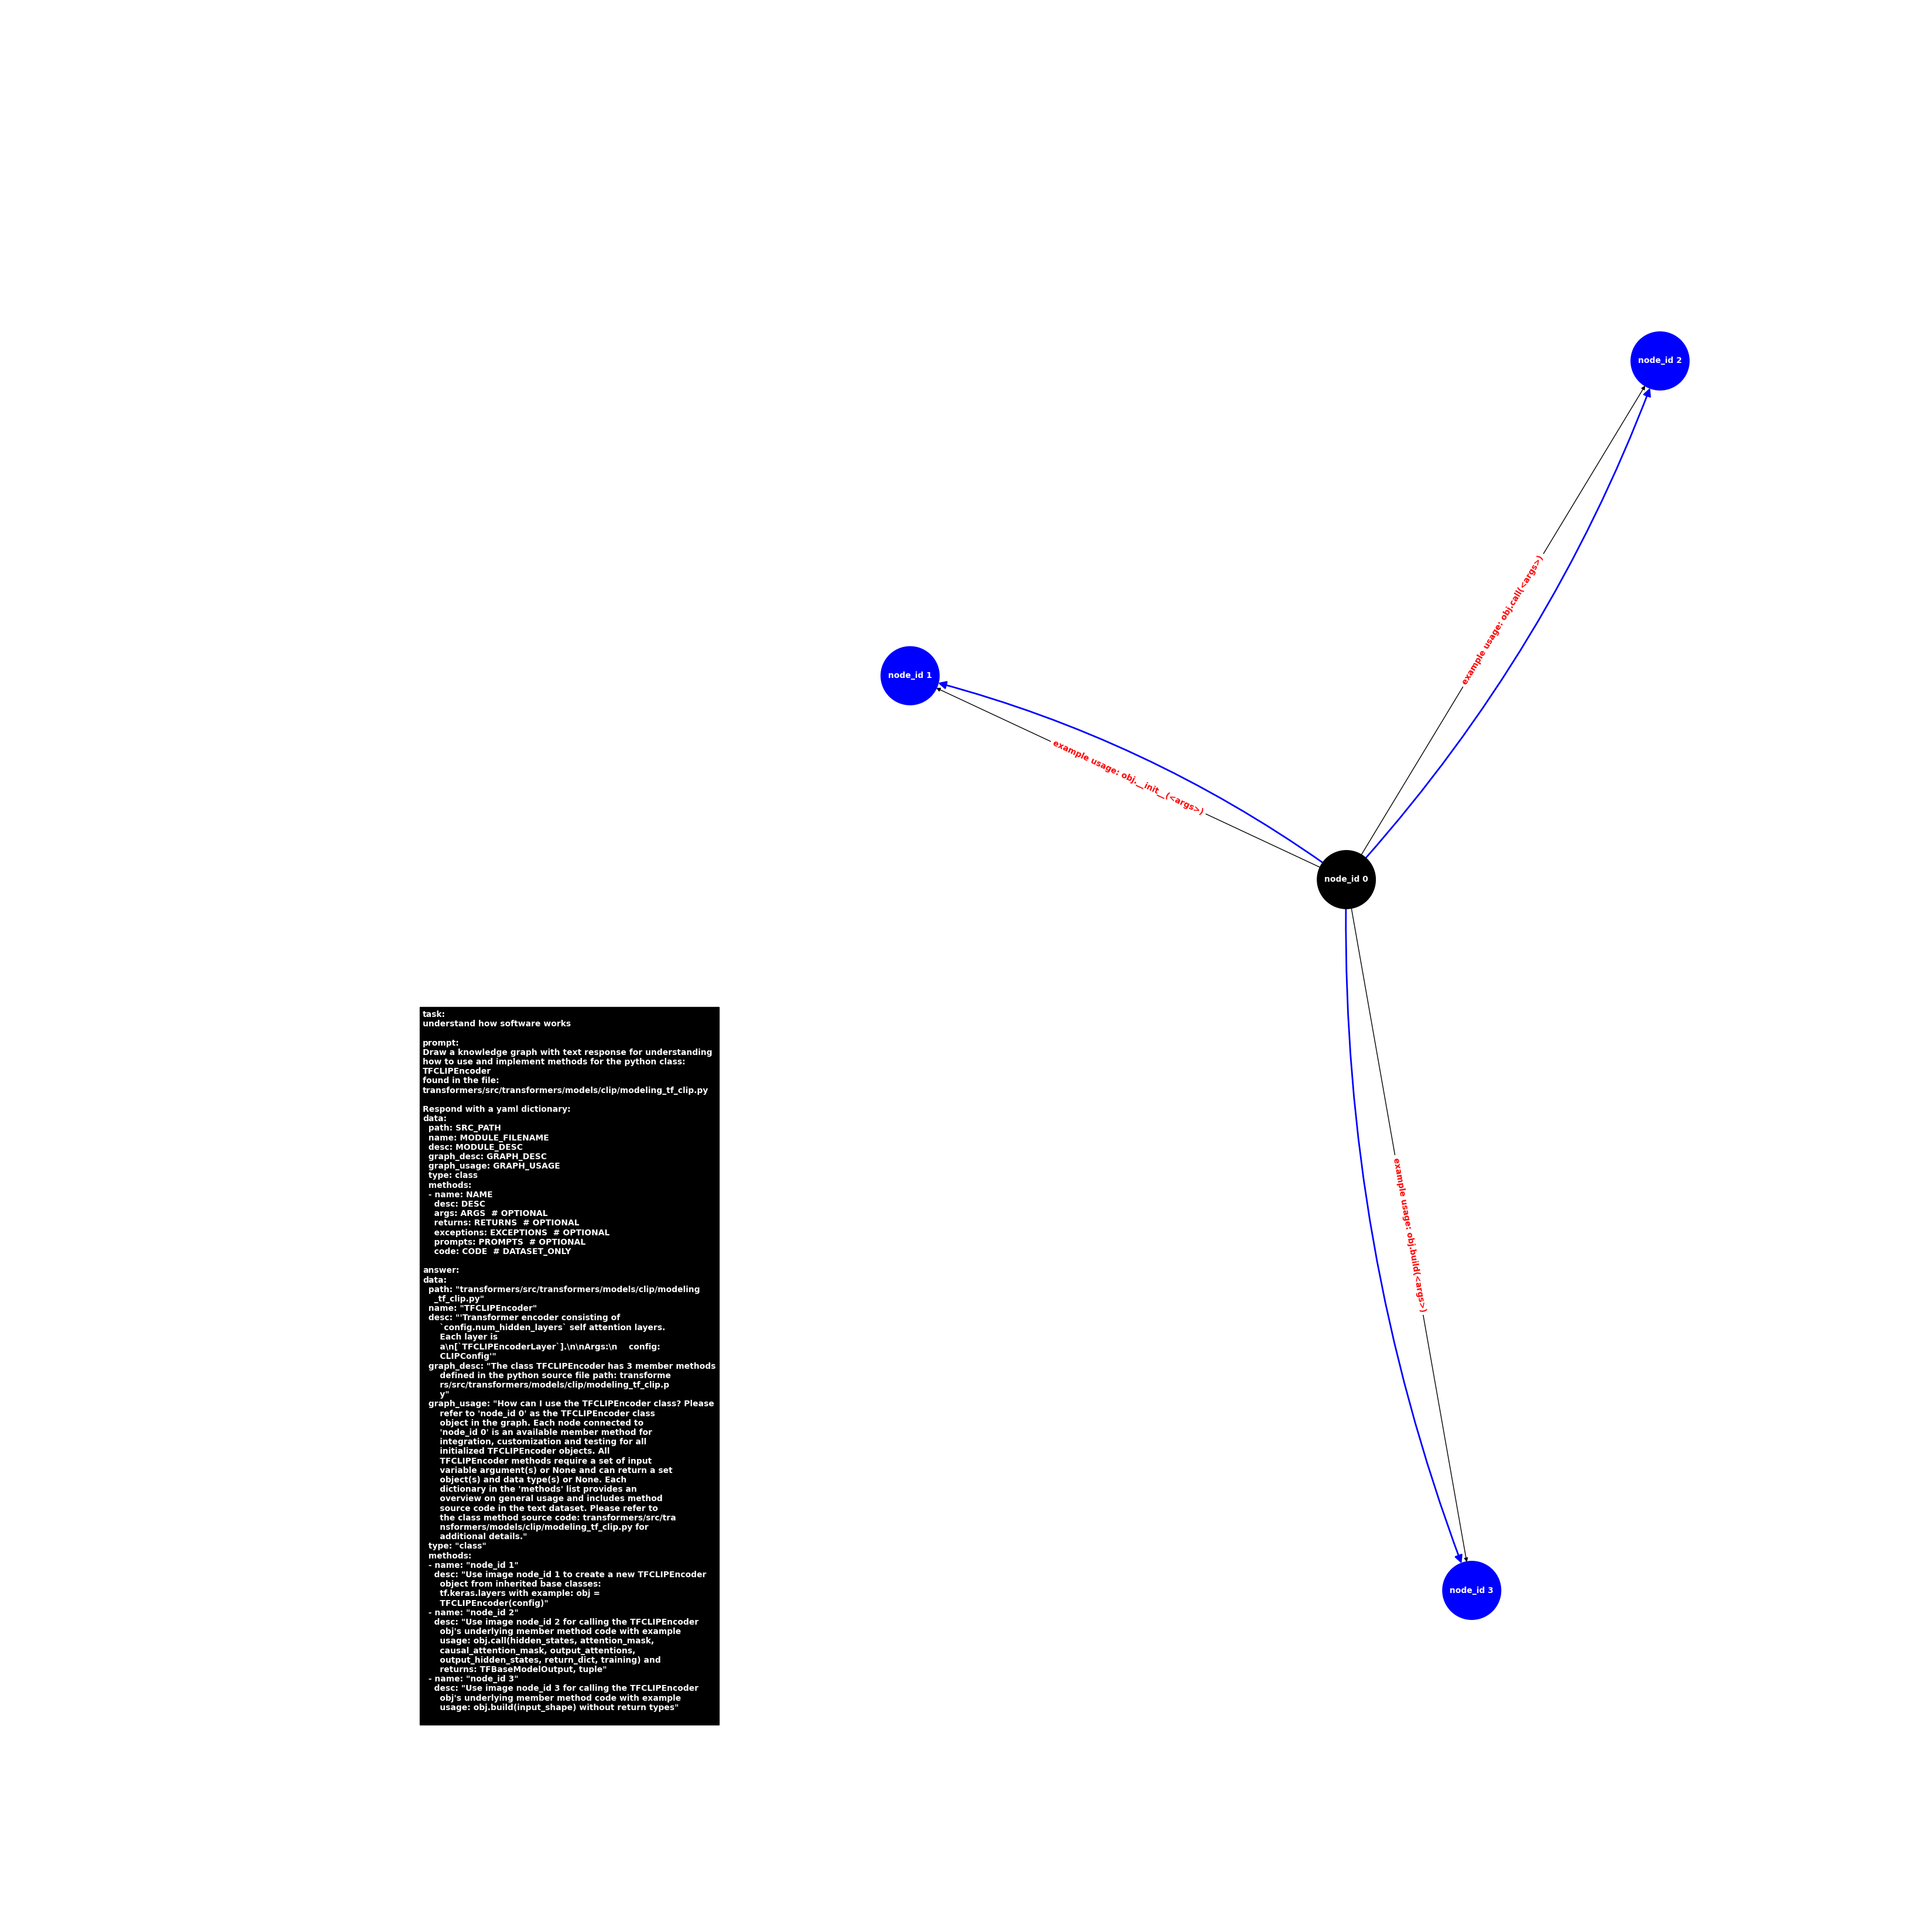 node_id 2
example usage: obj.call(<args>)
node_id 1
example usage: obj.__init__(<args>)
node_id 0
example usage: obj.build(<args>)
node_id 3
task:
understand how software works

prompt:
Draw a knowledge graph with text response for understanding
how to use and implement methods for the python class:
TFCLIPEncoder
found in the file:
transformers/src/transformers/models/clip/modeling_tf_clip.py

Respond with a yaml dictionary:
data:
  path: SRC_PATH
  name: MODULE_FILENAME
  desc: MODULE_DESC
  graph_desc: GRAPH_DESC
  graph_usage: GRAPH_USAGE
  type: class
  methods:
  - name: NAME
    desc: DESC
    args: ARGS  # OPTIONAL
    returns: RETURNS  # OPTIONAL
    exceptions: EXCEPTIONS  # OPTIONAL
    prompts: PROMPTS  # OPTIONAL
    code: CODE  # DATASET_ONLY

answer:
data:
  path: "transformers/src/transformers/models/clip/modeling
    _tf_clip.py"
  name: "TFCLIPEncoder"
  desc: "'Transformer encoder consisting of
      `config.num_hidden_layers` self attention layers.
      Each layer is
      a\n[`TFCLIPEncoderLayer`].\n\nArgs:\n    config:
      CLIPConfig'"
  graph_desc: "The class TFCLIPEncoder has 3 member methods
      defined in the python source file path: transforme
      rs/src/transformers/models/clip/modeling_tf_clip.p
      y"
  graph_usage: "How can I use the TFCLIPEncoder class? Please
      refer to 'node_id 0' as the TFCLIPEncoder class
      object in the graph. Each node connected to
      'node_id 0' is an available member method for
      integration, customization and testing for all
      initialized TFCLIPEncoder objects. All
      TFCLIPEncoder methods require a set of input
      variable argument(s) or None and can return a set
      object(s) and data type(s) or None. Each
      dictionary in the 'methods' list provides an
      overview on general usage and includes method
      source code in the text dataset. Please refer to
      the class method source code: transformers/src/tra
      nsformers/models/clip/modeling_tf_clip.py for
      additional details."
  type: "class"
  methods:
  - name: "node_id 1"
    desc: "Use image node_id 1 to create a new TFCLIPEncoder
      object from inherited base classes:
      tf.keras.layers with example: obj =
      TFCLIPEncoder(config)"
  - name: "node_id 2"
    desc: "Use image node_id 2 for calling the TFCLIPEncoder
      obj's underlying member method code with example
      usage: obj.call(hidden_states, attention_mask,
      causal_attention_mask, output_attentions,
      output_hidden_states, return_dict, training) and
      returns: TFBaseModelOutput, tuple"
  - name: "node_id 3"
    desc: "Use image node_id 3 for calling the TFCLIPEncoder
      obj's underlying member method code with example
      usage: obj.build(input_shape) without return types"